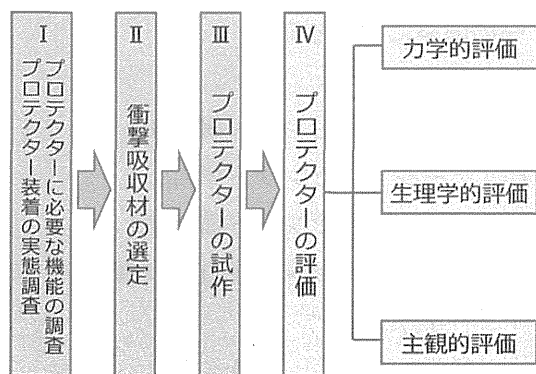 Ⅰ
プロテクターに必要な機能の調査
プロテクター装着の実態調査
Ⅱ
衝撃吸収材の選定
Ⅲ
プロテクターの試作
Ⅳ
プロテクターの評価
力学的評価
生理学的評価
主観的評価